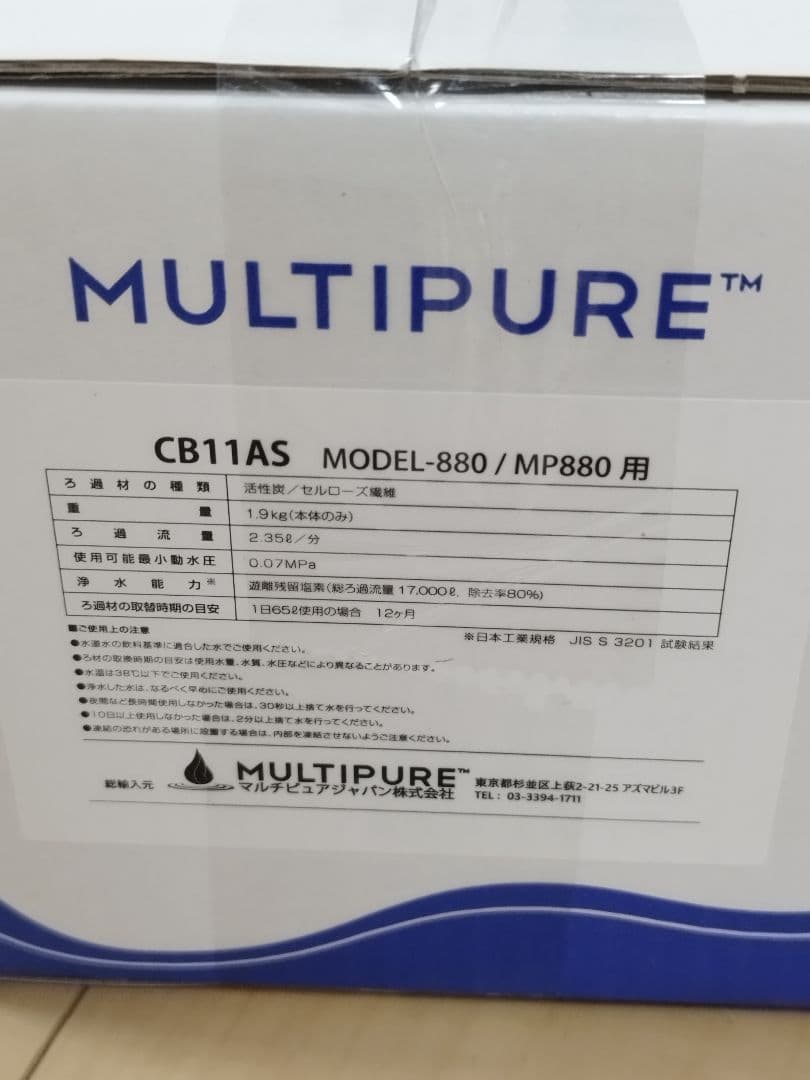 MULTIPURE™
CB11AS MODEL-880 / MP880 用
ろ過材の種類 活性炭/セルローズ繊維
重量 1.9kg(本体のみ)
ろ過流量 2.35ℓ/分
使用可能最小動水圧 0.07MPa
浄水能力※ 遊離残留塩素(総ろ過流量 17,000ℓ、除去率80%)
ろ過材の取替時期の目安 1日65ℓ使用の場合 12ヶ月
※日本工業規格 JIS S 3201 試験結果
■ご使用上の注意
●水道水の飲料基準に適合した水でご使用ください。
●ろ材の取換時期の目安は使用水量、水質、水圧などにより異なることがあります。
●水温は38℃以下でご使用ください。
●浄水した水は、なるべく早めにご使用ください。
●夜間など長時間使用しなかった場合は、30秒以上捨て水を行ってください。
●10日以上使用しなかった場合は、2分以上捨て水を行ってください。
●凍結の恐れがある場所に設置する場合は、内部を凍結させないようご注意ください。
総輸入元 MULTIPURE™
マルチピュアジャパン株式会社
東京都杉並区上荻2-21-25 アズマビル3F
TEL : 03-3394-1711